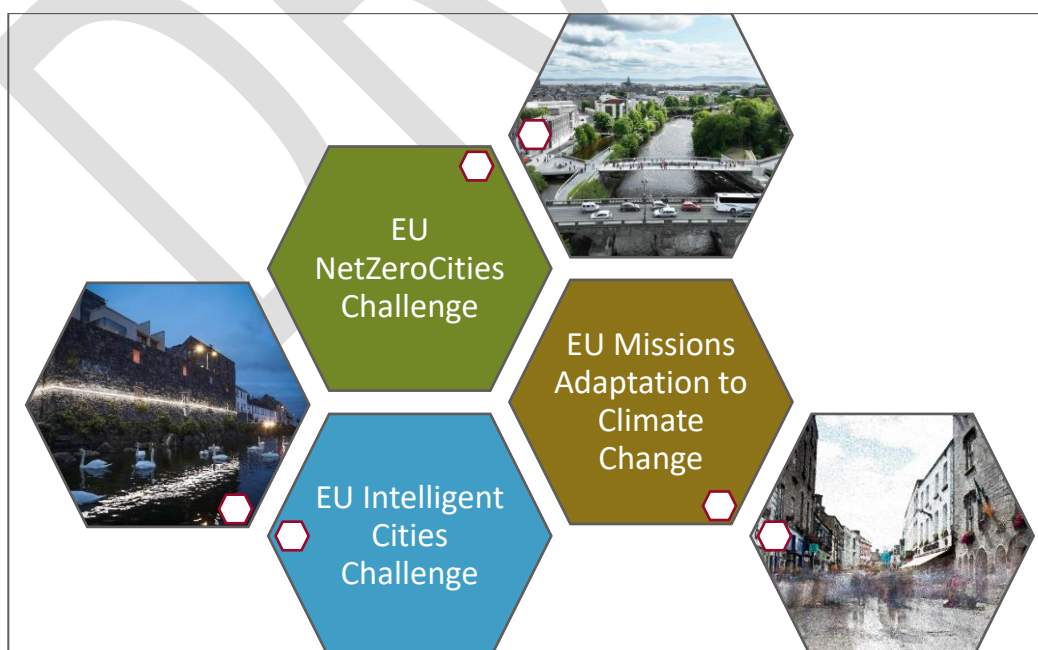 EU
NetZeroCities
Challenge
EU Missions
Adaptation to
Climate
Change
EU Intelligent
Cities
Challenge